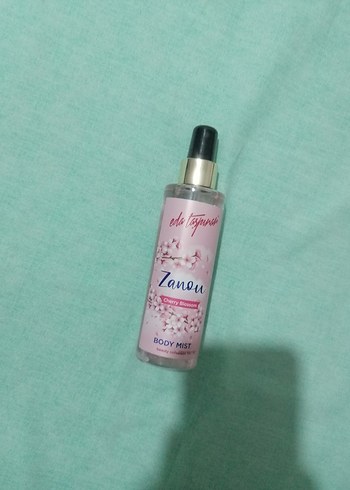 eda taşpınar
Zanou
Cherry Blossom
BODY MIST